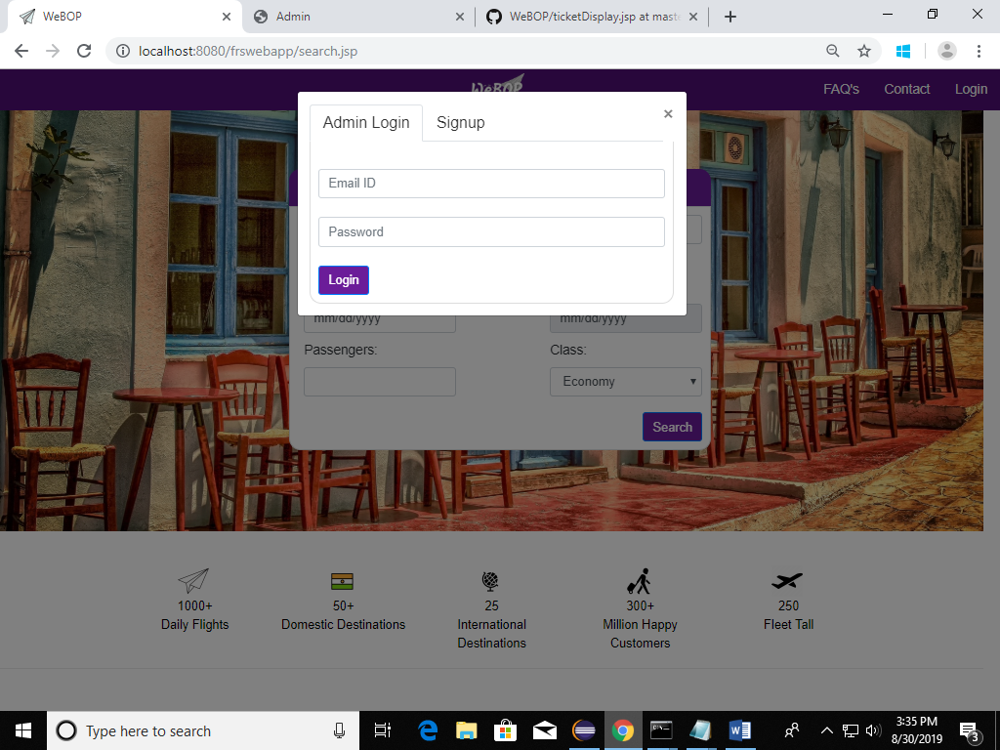 WeBOP
Admin
WeBOP/ticketDisplay.jsp at mast
localhost:8080/frswebapp/search.jsp
WeBOP
FAQ's
Contact
Login
Admin Login
Signup
×
Email ID
Password
Login
mm/dd/yyyy
mm/dd/yyyy
Passengers:
Class:
Economy
Search
1000+
Daily Flights
50+
Domestic Destinations
25
International
Destinations
300+
Million Happy
Customers
250
Fleet Tall
Type here to search
3:35 PM
8/30/2019
3